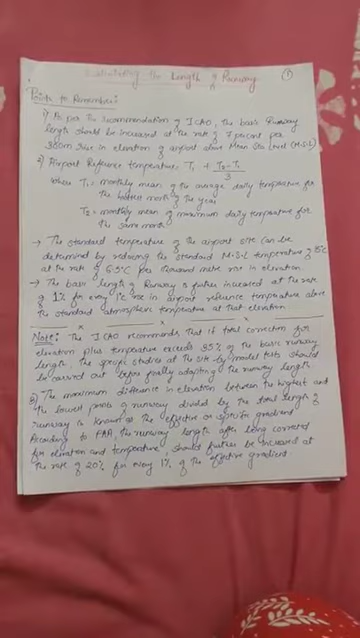 Calculating the Length of Runway
①
Points to Remember:
1) As per the recommendation of ICAO, the basic Runway
length should be increased at the rate of 7 percent per
300m rise in elevation of airport above Mean Sea Level (M.S.L)
2) Airport Reference temperature = T₁ + (T₂-T₁)/3
where T₁ = monthly mean of the average daily temperature for
the hottest month of the year
T₂ = monthly mean of maximum daily temperature for
the same month
→ The standard temperature of the airport site can be
determined by reducing the standard M.S.L temperature of 15°C
at the rate of 6.5°C per thousand metre rise in elevation.
→ The basic length of Runway is further increased at the rate
of 1% for every 1°C rise in airport reference temperature above
the standard atmospheric temperature at that elevation.
Note: The ICAO recommends that if total correction for
elevation plus temperature exceeds 35% of the basic runway
length, the specific studies at the site by model tests should
be carried out before finally adopting the runway length.
3) The maximum difference in elevation between the highest and
the lowest points of runway divided by the total length of
runway is known as the effective or gradient
According to FAA, the runway length after being corrected
for elevation and temperature should further be increased at
the rate of 20% for every 1% of the effective gradient.